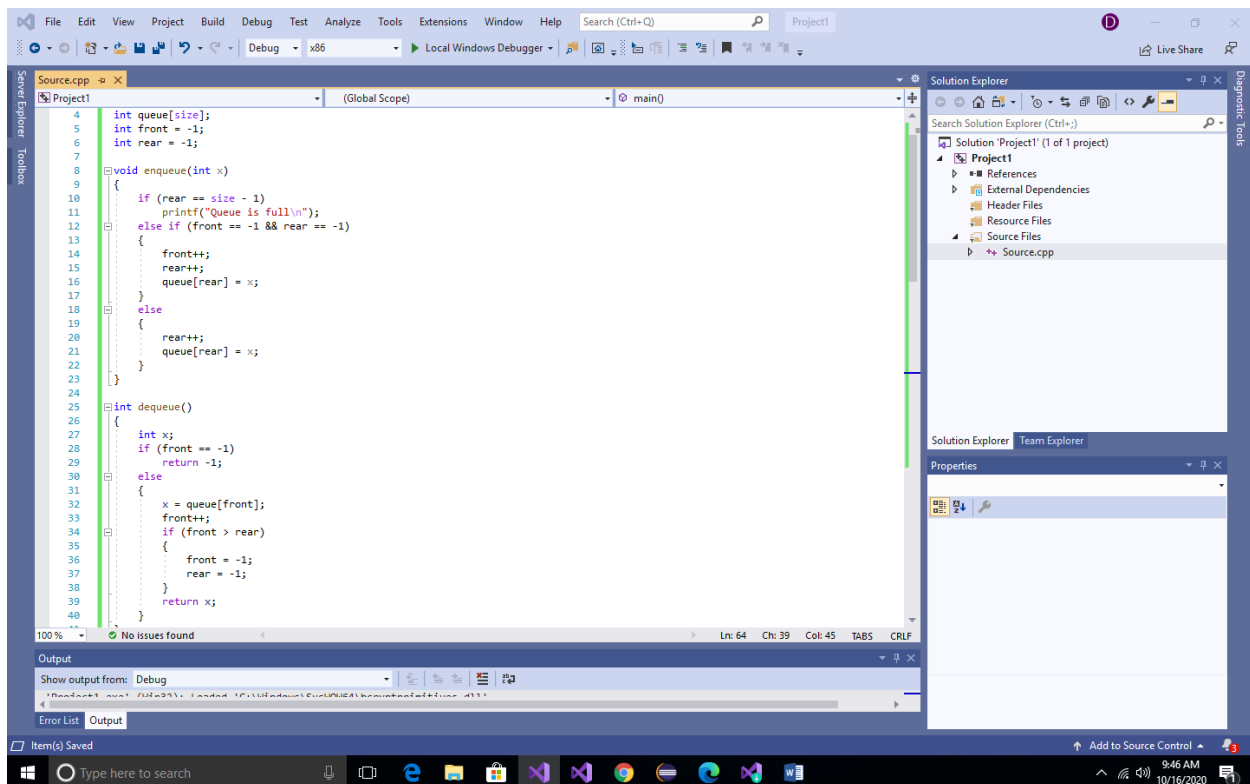 File Edit View Project Build Debug Test Analyze Tools Extensions Window Help Search (Ctrl+Q) Project1 D
Debug x86 Local Windows Debugger Live Share
Server Explorer
Toolbox
Source.cpp
Project1 (Global Scope) main()
4 int queue[size];
5 int front = -1;
6 int rear = -1;
7
8 void enqueue(int x)
9 {
10 if (rear == size - 1)
11 printf("Queue is full\n");
12 else if (front == -1 && rear == -1)
13 {
14 front++;
15 rear++;
16 queue[rear] = x;
17 }
18 else
19 {
20 rear++;
21 queue[rear] = x;
22 }
23 }
24
25 int dequeue()
26 {
27 int x;
28 if (front == -1)
29 return -1;
30 else
31 {
32 x = queue[front];
33 front++;
34 if (front > rear)
35 {
36 front = -1;
37 rear = -1;
38 }
39 return x;
40 }
100 % No issues found Ln: 64 Ch: 39 Col: 45 TABS CRLF
Output
Show output from: Debug
Error List Output
Solution Explorer
Search Solution Explorer (Ctrl+;)
Solution 'Project1' (1 of 1 project)
Project1
References
External Dependencies
Header Files
Resource Files
Source Files
Source.cpp
Solution Explorer Team Explorer
Properties
Diagnostic Tools
Item(s) Saved Add to Source Control 3
Type here to search 9:46 AM
10/16/2020